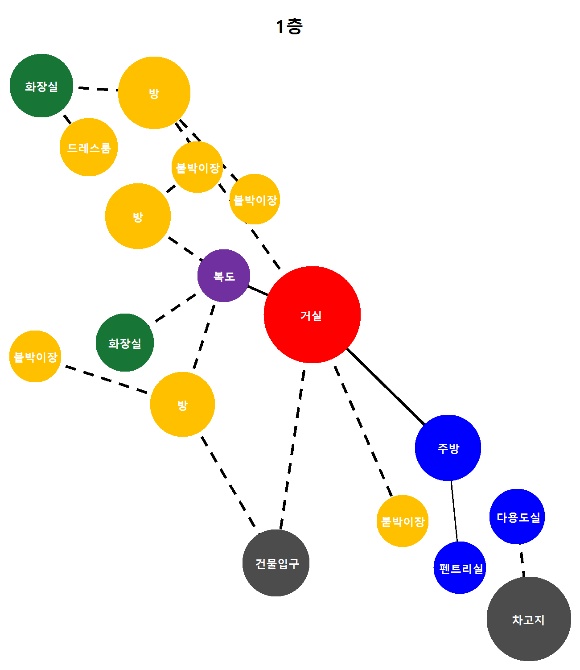 1층
화장실
방
드레스룸
붙박이장
붙박이장
방
복도
거실
화장실
붙박이장
방
주방
붙박이장
다용도실
건물입구
펜트리실
차고지